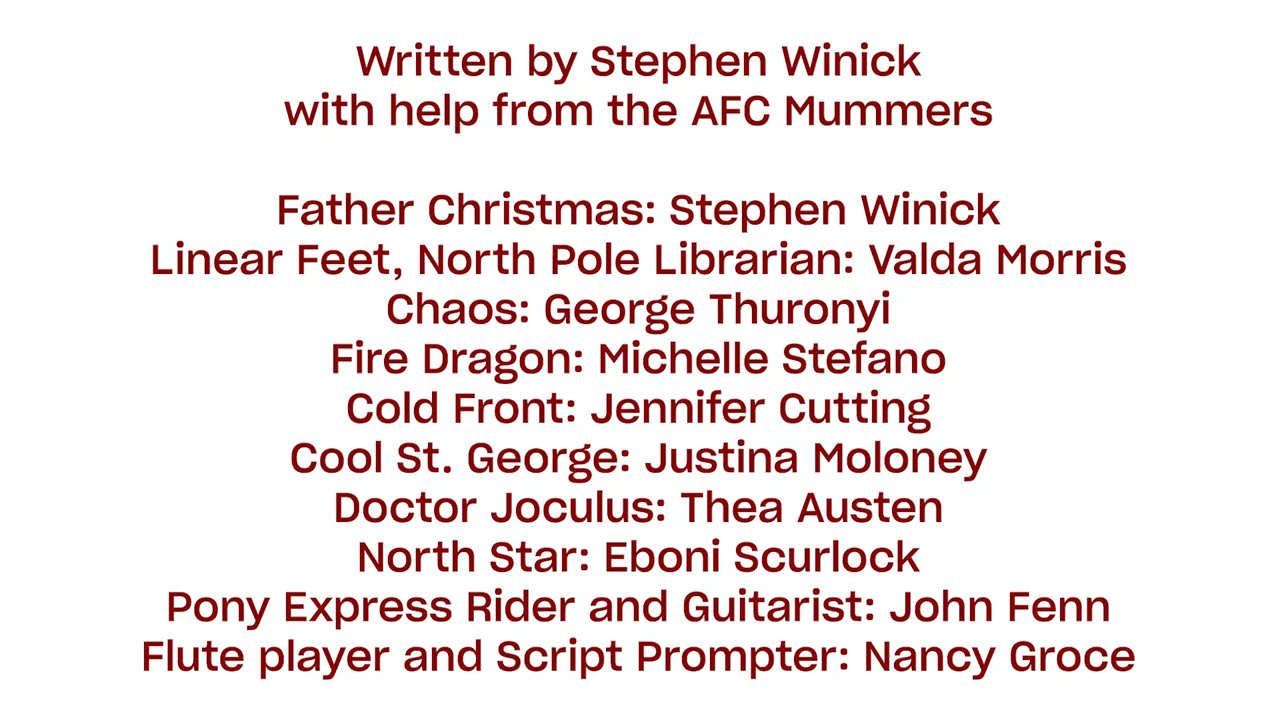 Written by Stephen Winick
with help from the AFC Mummers
Father Christmas: Stephen Winick
Linear Feet, North Pole Librarian: Valda Morris
Chaos: George Thuronyi
Fire Dragon: Michelle Stefano
Cold Front: Jennifer Cutting
Cool St. George: Justina Moloney
Doctor Joculus: Thea Austen
North Star: Eboni Scurlock
Pony Express Rider and Guitarist: John Fenn
Flute player and Script Prompter: Nancy Groce